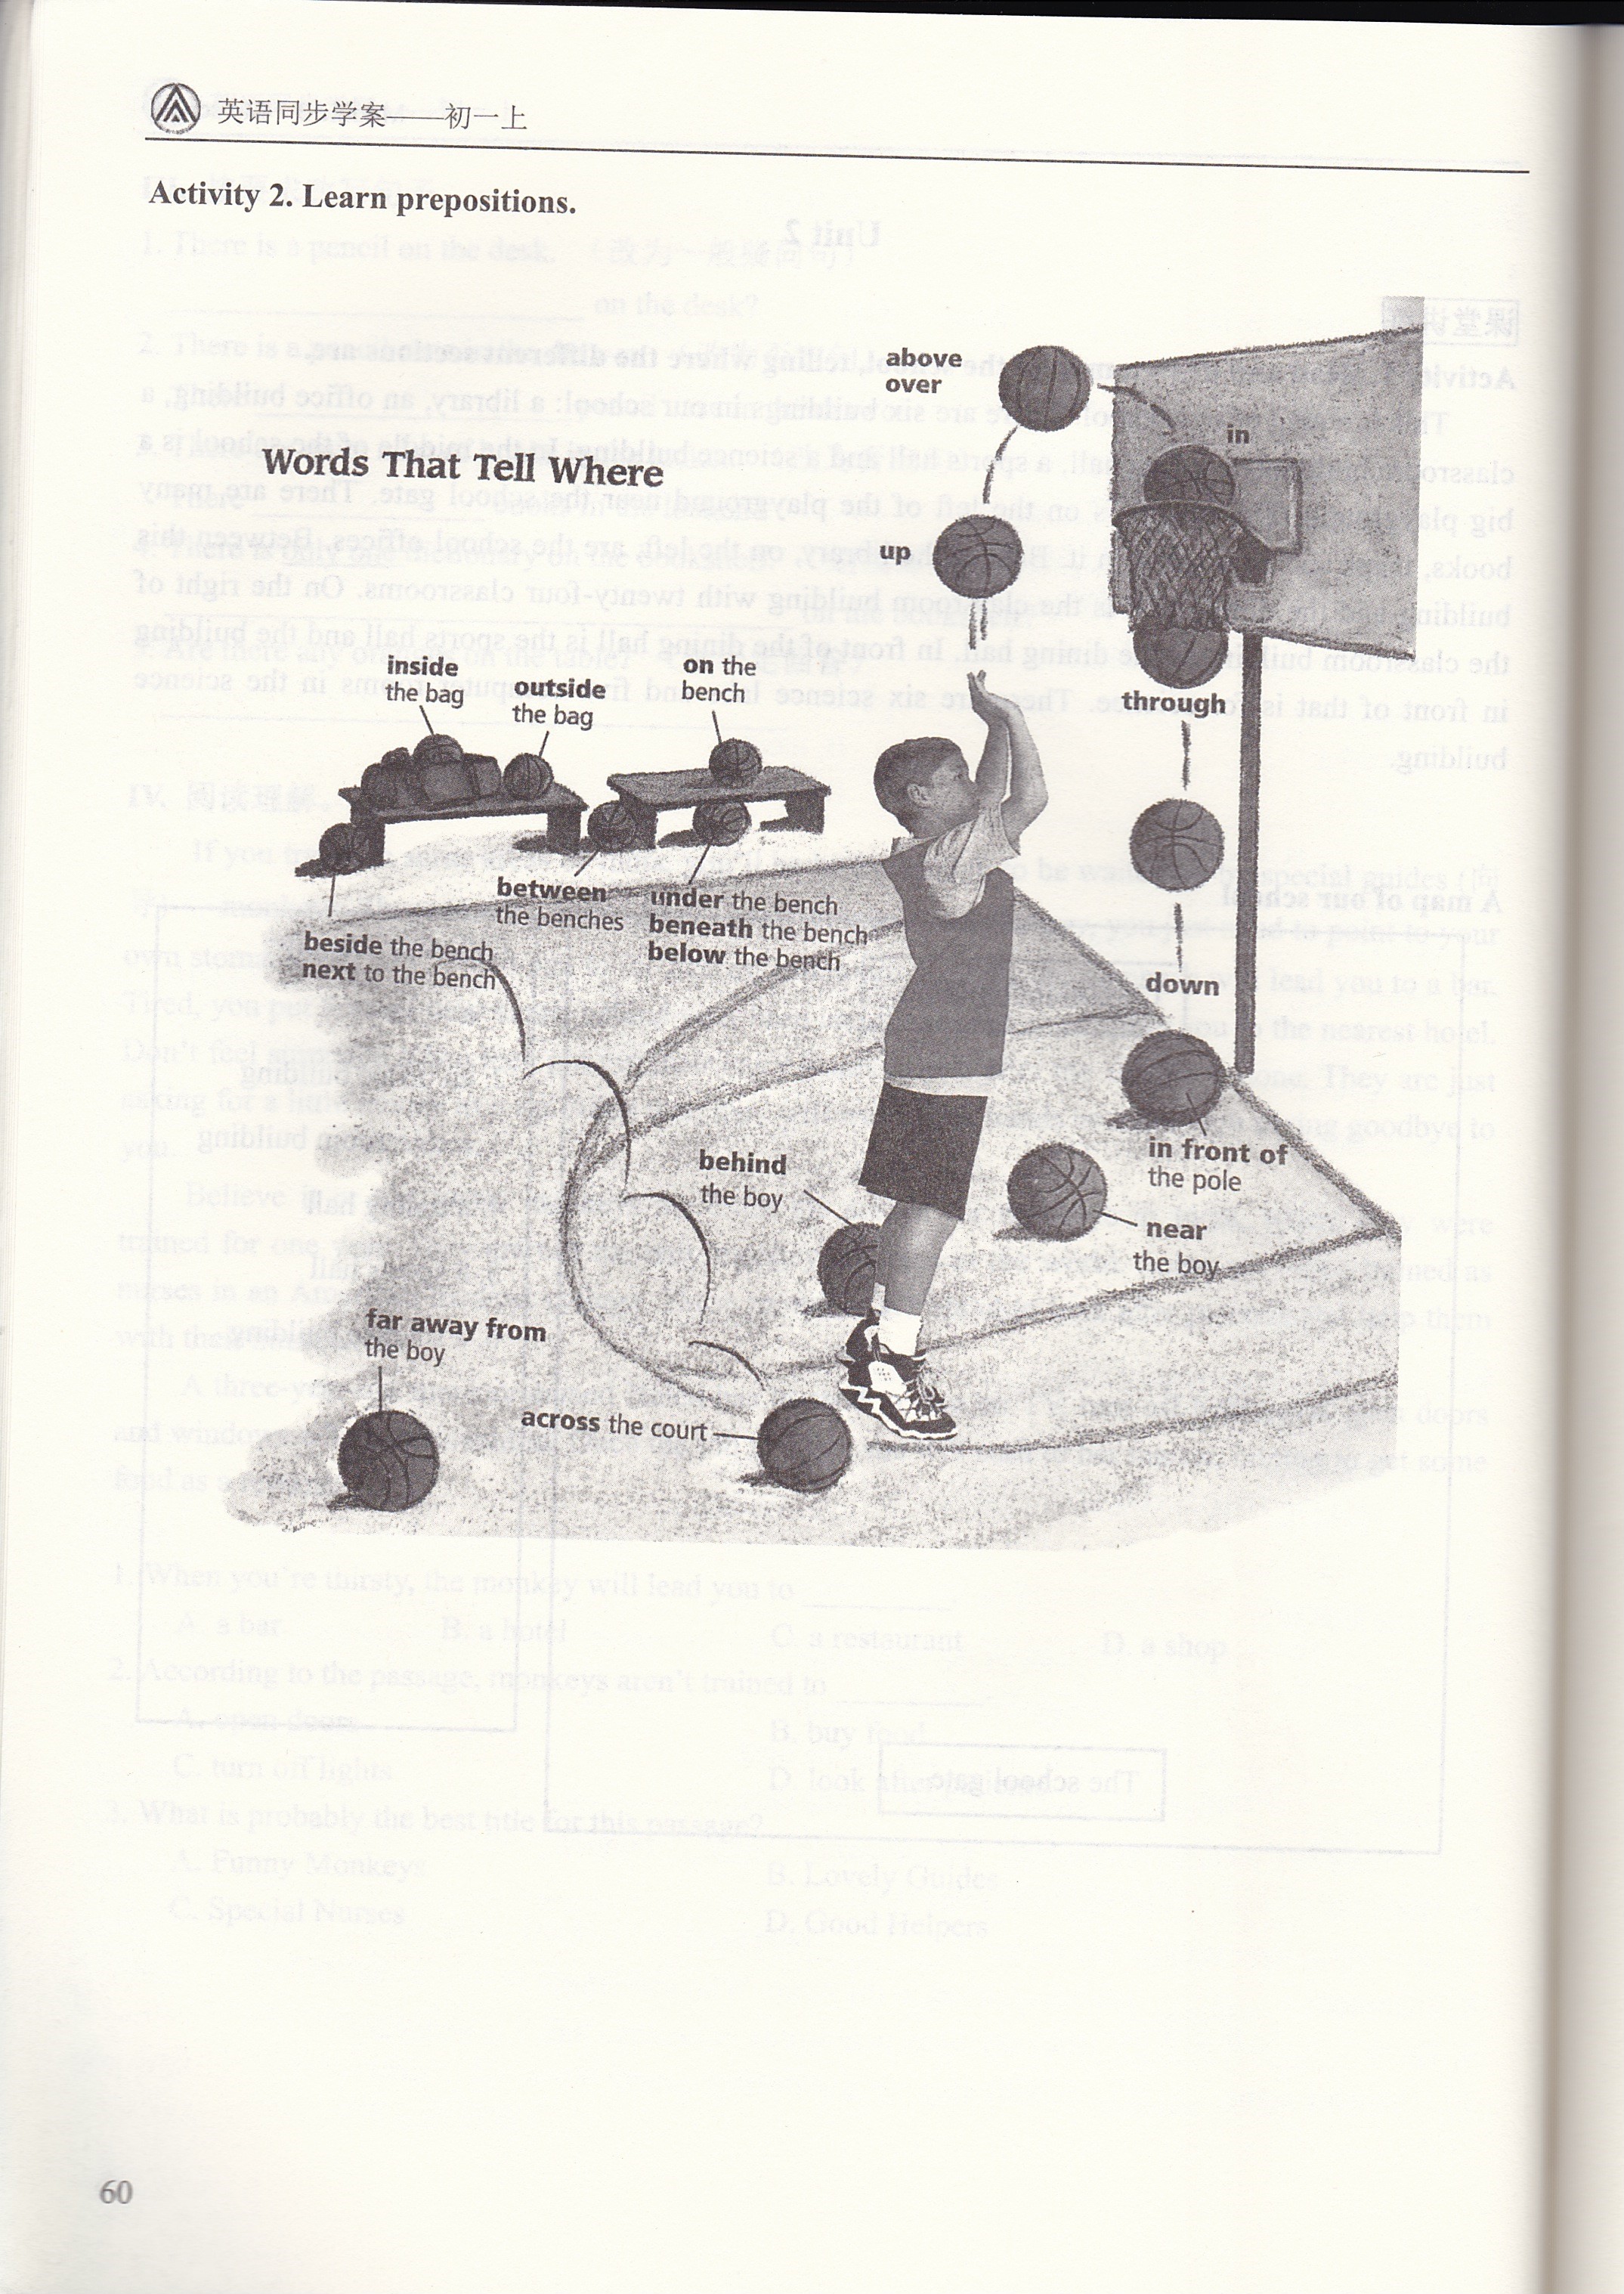 英语同步学案——初一上
Activity 2. Learn prepositions.
Words That Tell Where
above
over
in
up
through
down
inside
the bag
outside
the bag
on the
bench
between
the benches
under the bench
beneath the bench
below the bench
beside the bench
next to the bench
behind
the boy
in front of
the pole
near
the boy
far away from
the boy
across the court
60